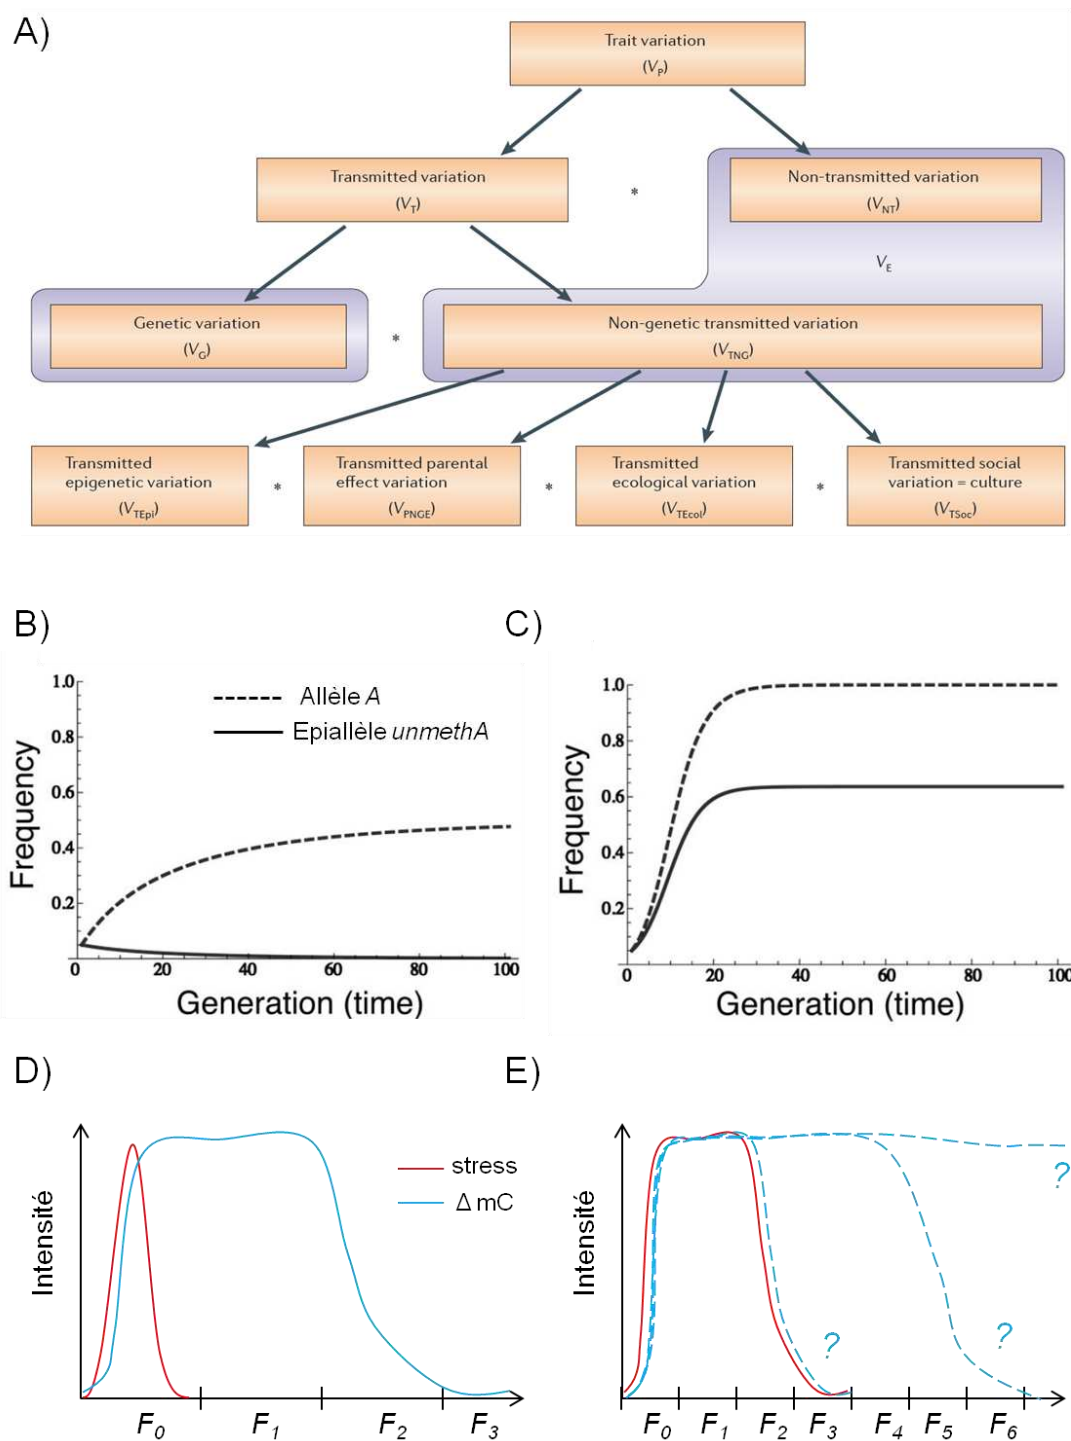 A)
Trait variation
(VP)
Transmitted variation
(VT)
*
Non-transmitted variation
(VNT)
VE
Genetic variation
(VG)
*
Non-genetic transmitted variation
(VTNG)
Transmitted
epigenetic variation
(VTEpi)
*
Transmitted parental
effect variation
(VPNGE)
*
Transmitted
ecological variation
(VTEcol)
*
Transmitted social
variation = culture
(VTSoc)
B)
1.0
0.8
0.6
0.4
0.2
Frequency
Allèle A
Epiallèle unmethA
0 20 40 60 80 100
Generation (time)
C)
1.0
0.8
0.6
0.4
0.2
Frequency
0 20 40 60 80 100
Generation (time)
D)
Intensité
stress
Δ mC
F0 F1 F2 F3
E)
Intensité
?
?
?
F0 F1 F2 F3 F4 F5 F6